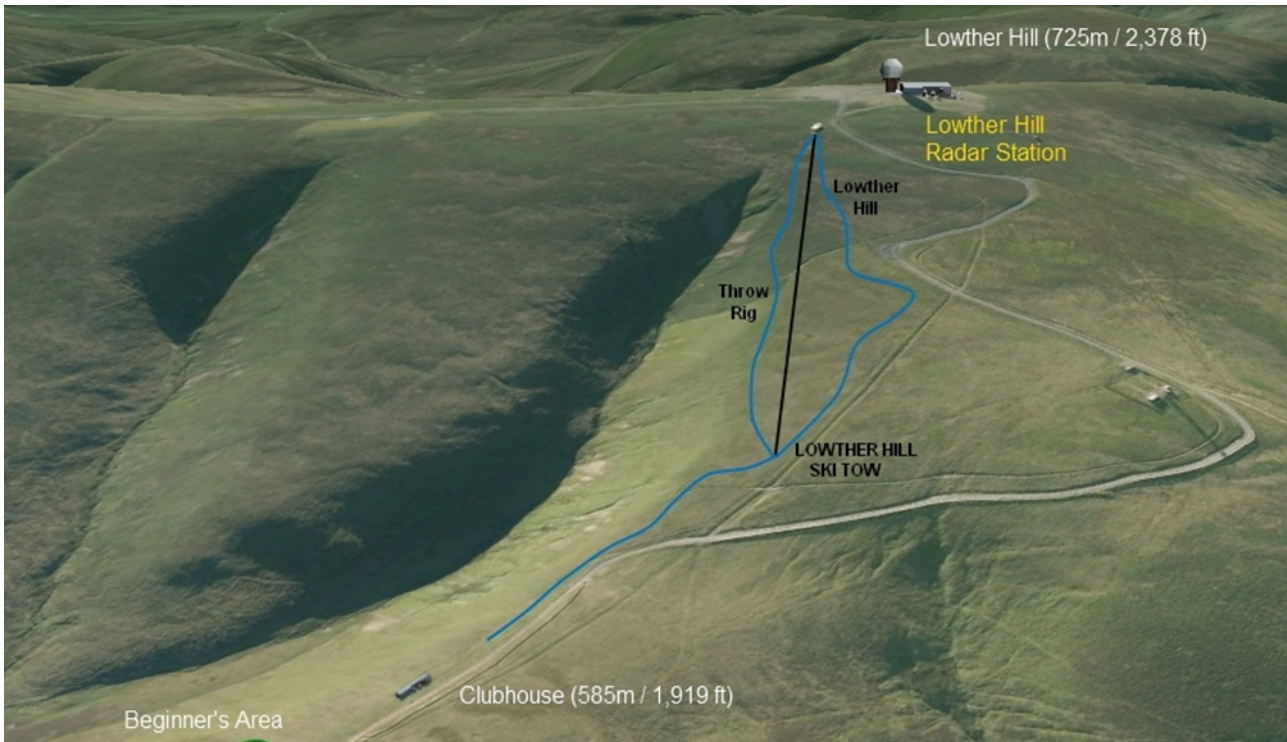 Lowther Hill (725m / 2,378 ft)
Lowther Hill
Radar Station
Lowther
Hill
Throw
Rig
LOWTHER HILL
SKI TOW
Clubhouse (585m / 1,919 ft)
Beginner's Area